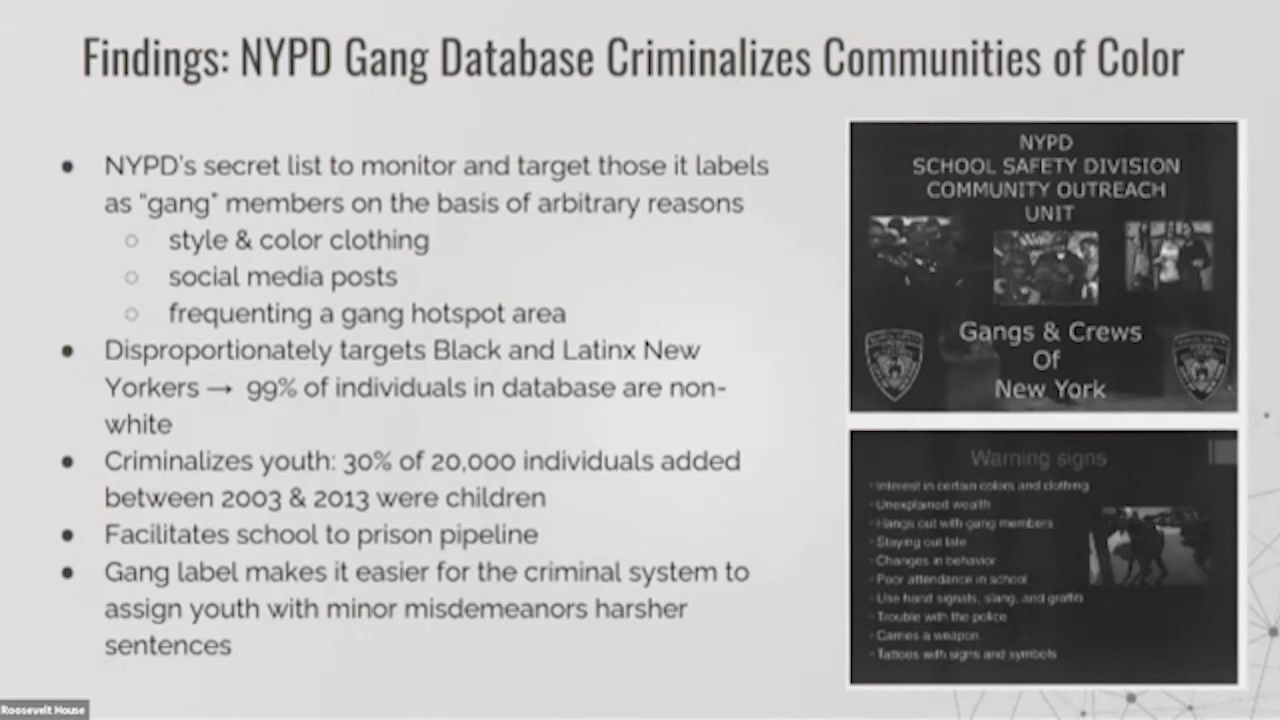 Findings: NYPD Gang Database Criminalizes Communities of Color
● NYPD's secret list to monitor and target those it labels
as "gang" members on the basis of arbitrary reasons
○ style & color clothing
○ social media posts
○ frequenting a gang hotspot area
● Disproportionately targets Black and Latinx New
Yorkers → 99% of individuals in database are non-
white
● Criminalizes youth: 30% of 20,000 individuals added
between 2003 & 2013 were children
● Facilitates school to prison pipeline
● Gang label makes it easier for the criminal system to
assign youth with minor misdemeanors harsher
sentences
NYPD
SCHOOL SAFETY DIVISION
COMMUNITY OUTREACH
UNIT
Gangs & Crews
Of
New York
Warning signs
· Interest in certain colors and clothing
· Unexplained wealth
· Hangs out with gang members
· Staying out late
· Changes in behavior
· Poor attendance in school
· Use hand signals, slang, and graffiti
· Trouble with the police
· Carries a weapon
· Tattoos with signs and symbols
Roosevelt House